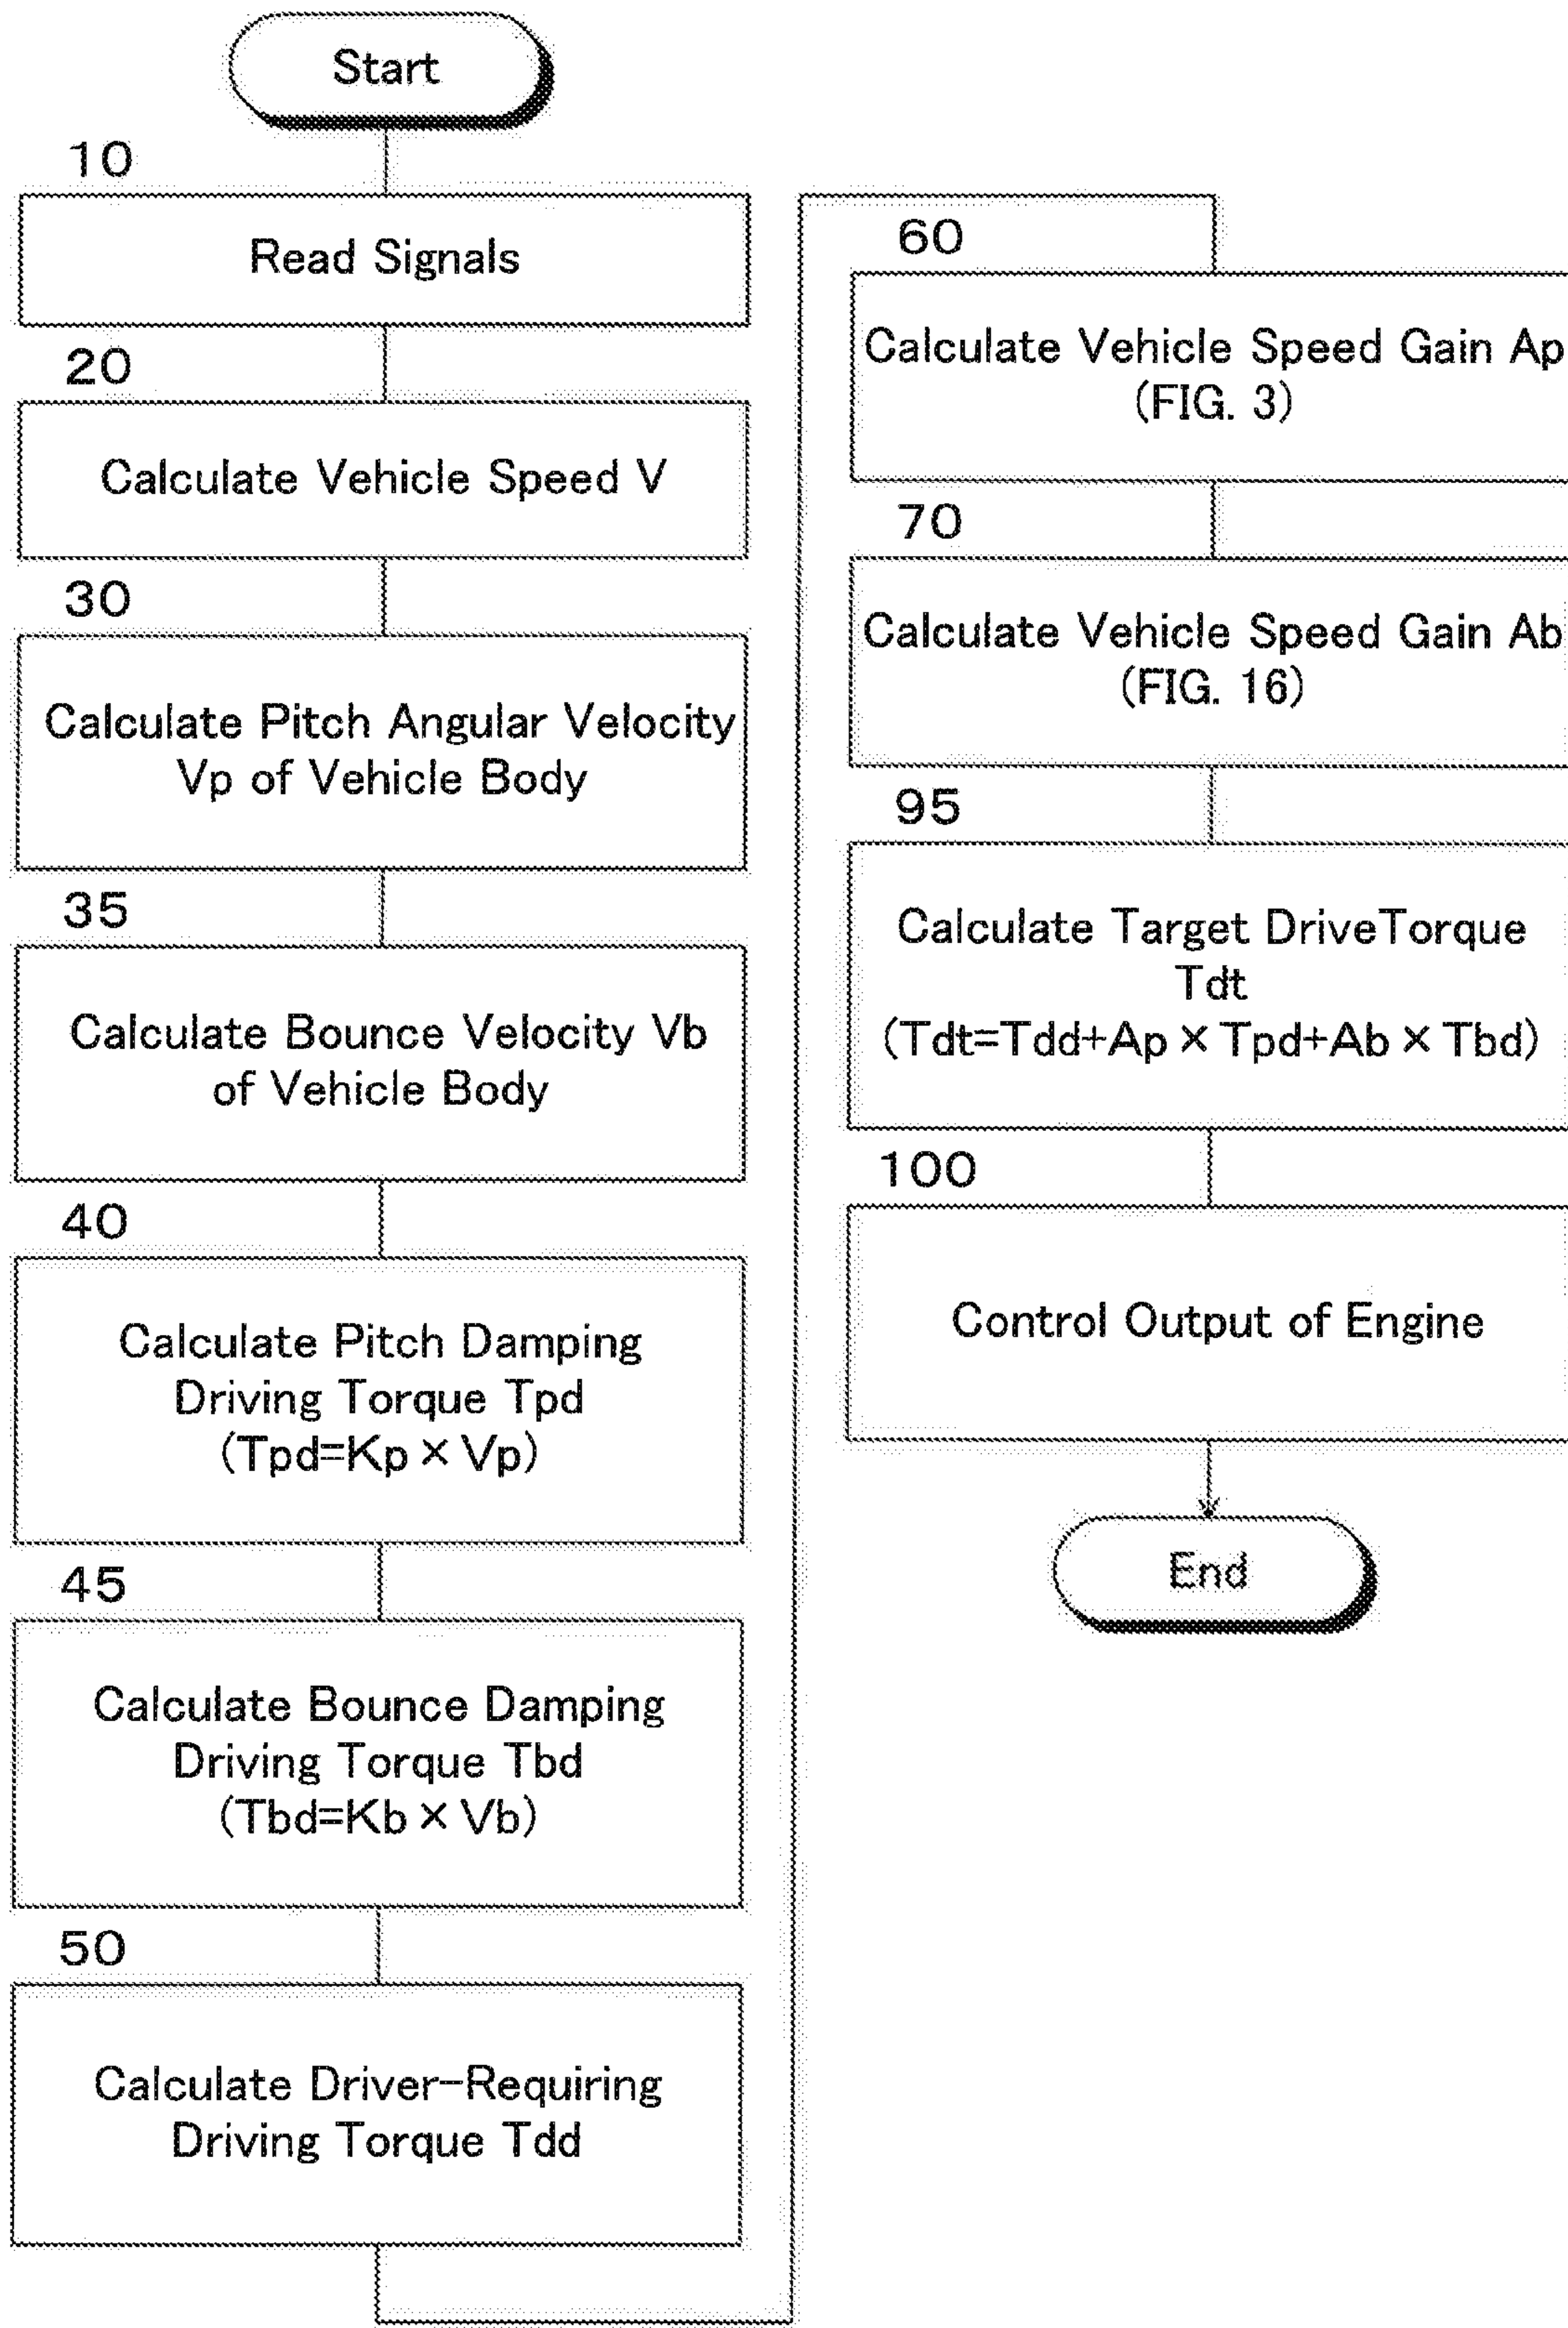 Start
10
Read Signals
20
Calculate Vehicle Speed V
30
Calculate Pitch Angular Velocity
Vp of Vehicle Body
35
Calculate Bounce Velocity Vb
of Vehicle Body
40
Calculate Pitch Damping
Driving Torque Tpd
(Tpd=Kp × Vp)
45
Calculate Bounce Damping
Driving Torque Tbd
(Tbd=Kb × Vb)
50
Calculate Driver-Requiring
Driving Torque Tdd
60
Calculate Vehicle Speed Gain Ap
(FIG. 3)
70
Calculate Vehicle Speed Gain Ab
(FIG. 16)
95
Calculate Target DriveTorque
Tdt
(Tdt=Tdd+Ap × Tpd+Ab × Tbd)
100
Control Output of Engine
End